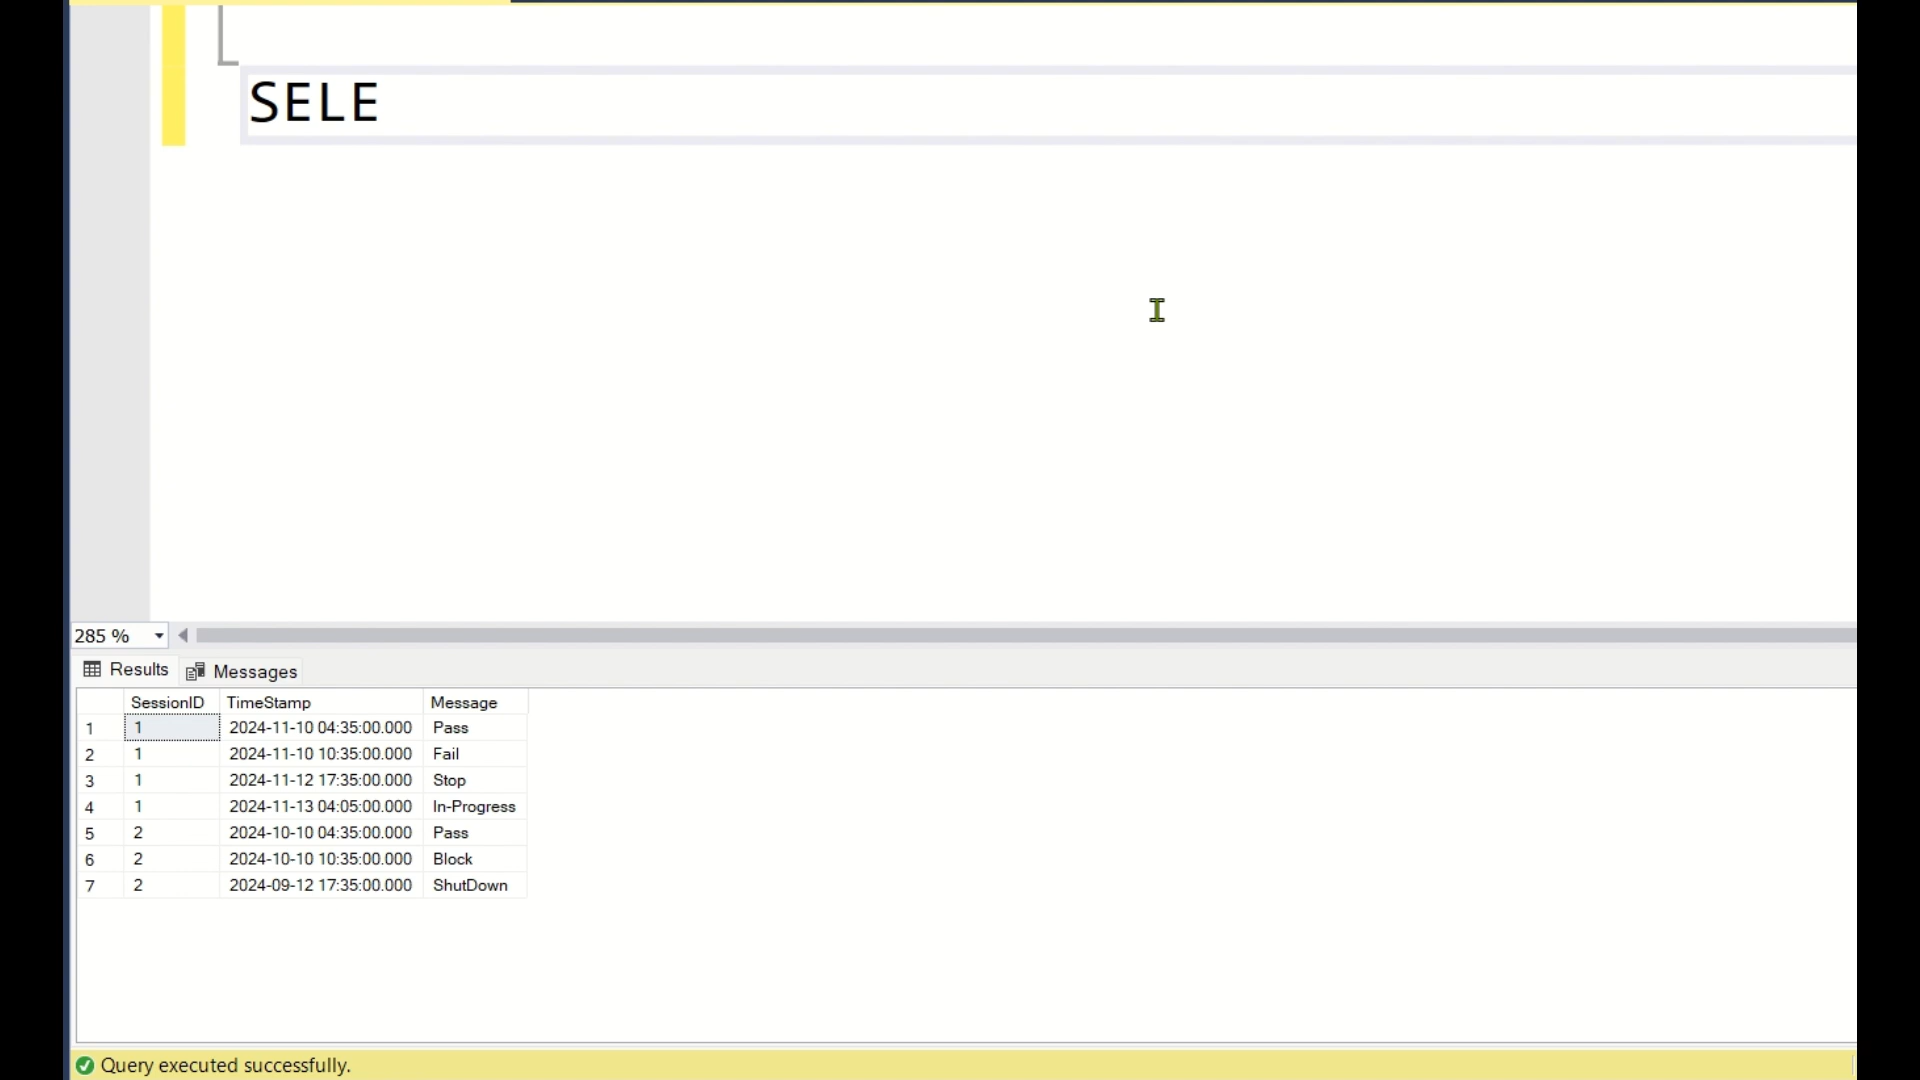 SELE
285 %
Results Messages
SessionID TimeStamp Message
1 1 2024-11-10 04:35:00.000 Pass
2 1 2024-11-10 10:35:00.000 Fail
3 1 2024-11-12 17:35:00.000 Stop
4 1 2024-11-13 04:05:00.000 In-Progress
5 2 2024-10-10 04:35:00.000 Pass
6 2 2024-10-10 10:35:00.000 Block
7 2 2024-09-12 17:35:00.000 ShutDown
Query executed successfully.